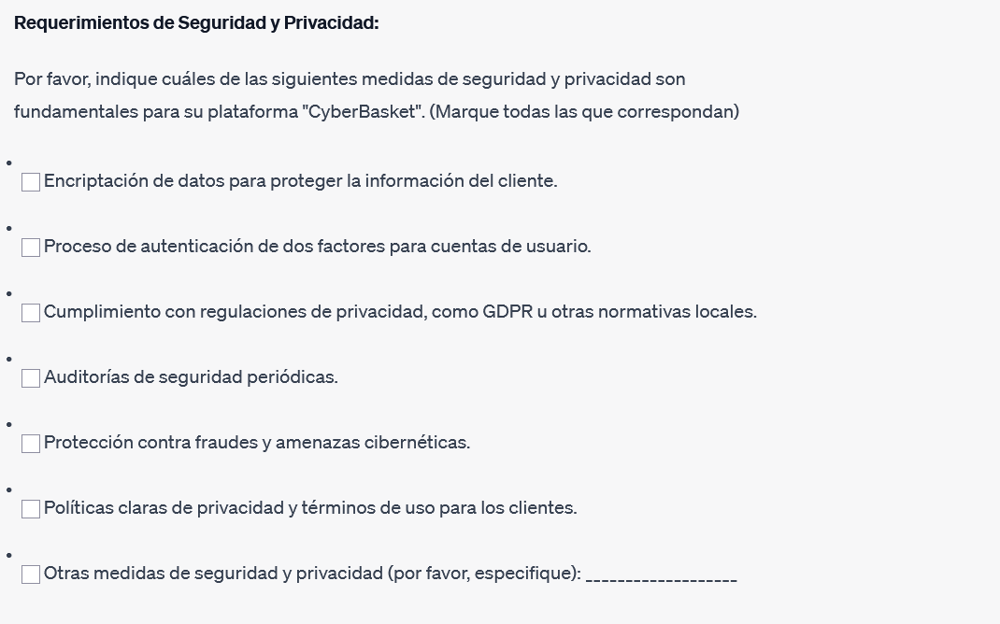 Requerimientos de Seguridad y Privacidad:
Por favor, indique cuáles de las siguientes medidas de seguridad y privacidad son
fundamentales para su plataforma "CyberBasket". (Marque todas las que correspondan)
Encriptación de datos para proteger la información del cliente.
Proceso de autenticación de dos factores para cuentas de usuario.
Cumplimiento con regulaciones de privacidad, como GDPR u otras normativas locales.
Auditorías de seguridad periódicas.
Protección contra fraudes y amenazas cibernéticas.
Políticas claras de privacidad y términos de uso para los clientes.
Otras medidas de seguridad y privacidad (por favor, especifique): ___________________